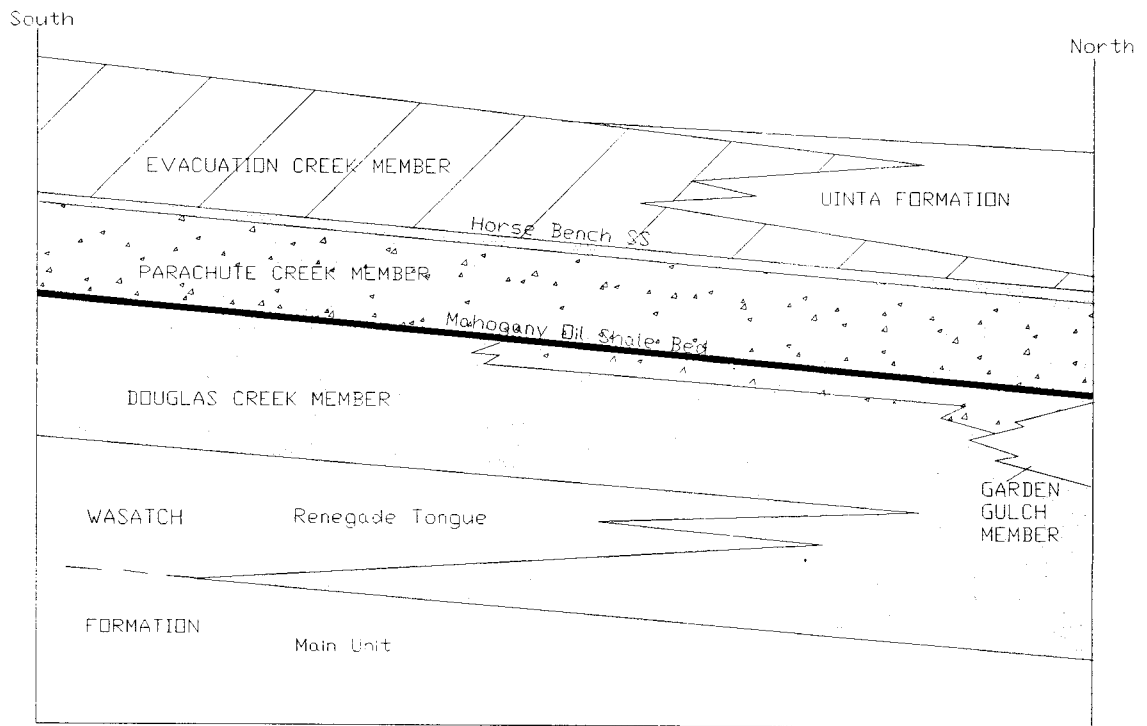 South
North
EVACUATION CREEK MEMBER
UINTA FORMATION
Horse Bench SS
PARACHUTE CREEK MEMBER
Mahogany Oil Shale Bed
DOUGLAS CREEK MEMBER
GARDEN
GULCH
MEMBER
WASATCH
Renegade Tongue
FORMATION
Main Unit